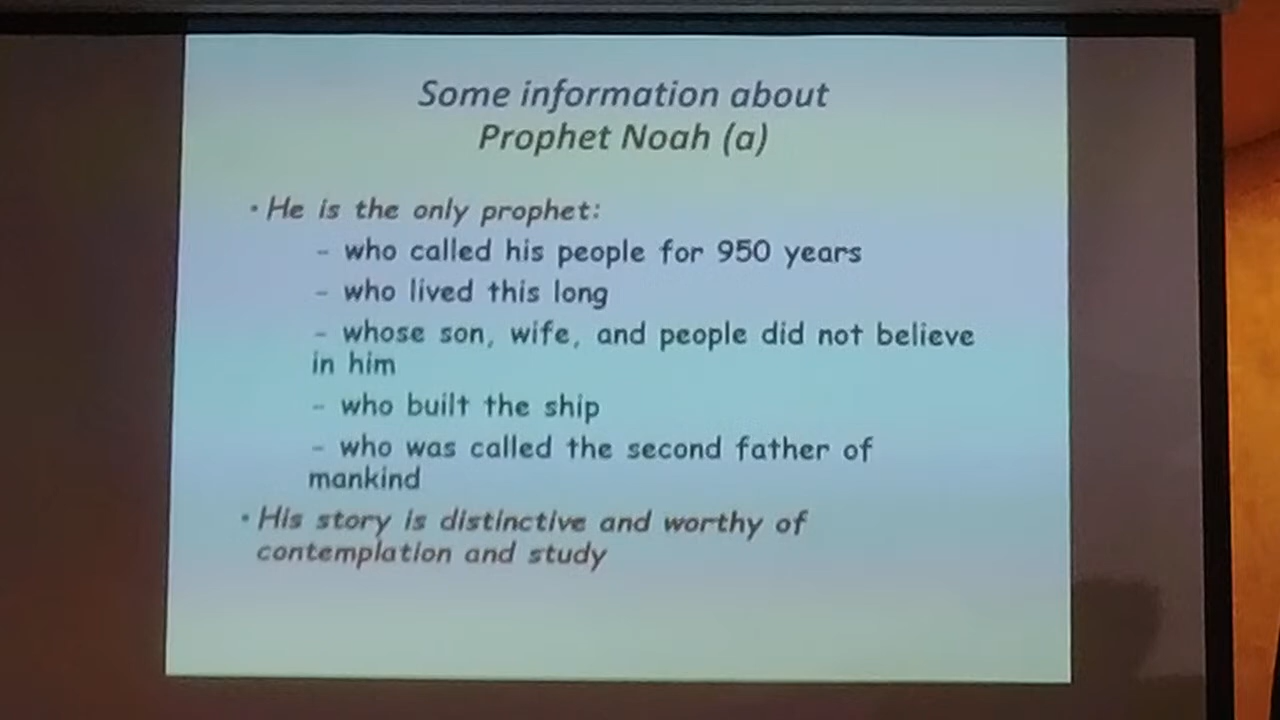 Some information about
Prophet Noah (a)
• He is the only prophet:
– who called his people for 950 years
– who lived this long
– whose son, wife, and people did not believe
in him
– who built the ship
– who was called the second father of
mankind
• His story is distinctive and worthy of
contemplation and study